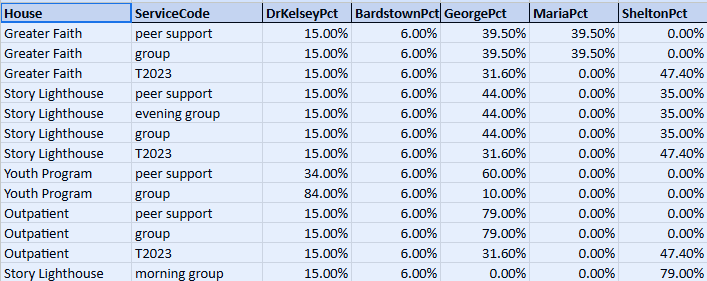 House ServiceCode DrKelseyPct BardstownPct GeorgePct MariaPct SheltonPct
Greater Faith peer support 15.00% 6.00% 39.50% 39.50% 0.00%
Greater Faith group 15.00% 6.00% 39.50% 39.50% 0.00%
Greater Faith T2023 15.00% 6.00% 31.60% 0.00% 47.40%
Story Lighthouse peer support 15.00% 6.00% 44.00% 0.00% 35.00%
Story Lighthouse evening group 15.00% 6.00% 44.00% 0.00% 35.00%
Story Lighthouse group 15.00% 6.00% 44.00% 0.00% 35.00%
Story Lighthouse T2023 15.00% 6.00% 31.60% 0.00% 47.40%
Youth Program peer support 34.00% 6.00% 60.00% 0.00% 0.00%
Youth Program group 84.00% 6.00% 10.00% 0.00% 0.00%
Outpatient peer support 15.00% 6.00% 79.00% 0.00% 0.00%
Outpatient group 15.00% 6.00% 79.00% 0.00% 0.00%
Outpatient T2023 15.00% 6.00% 31.60% 0.00% 47.40%
Story Lighthouse morning group 15.00% 6.00% 0.00% 0.00% 79.00%